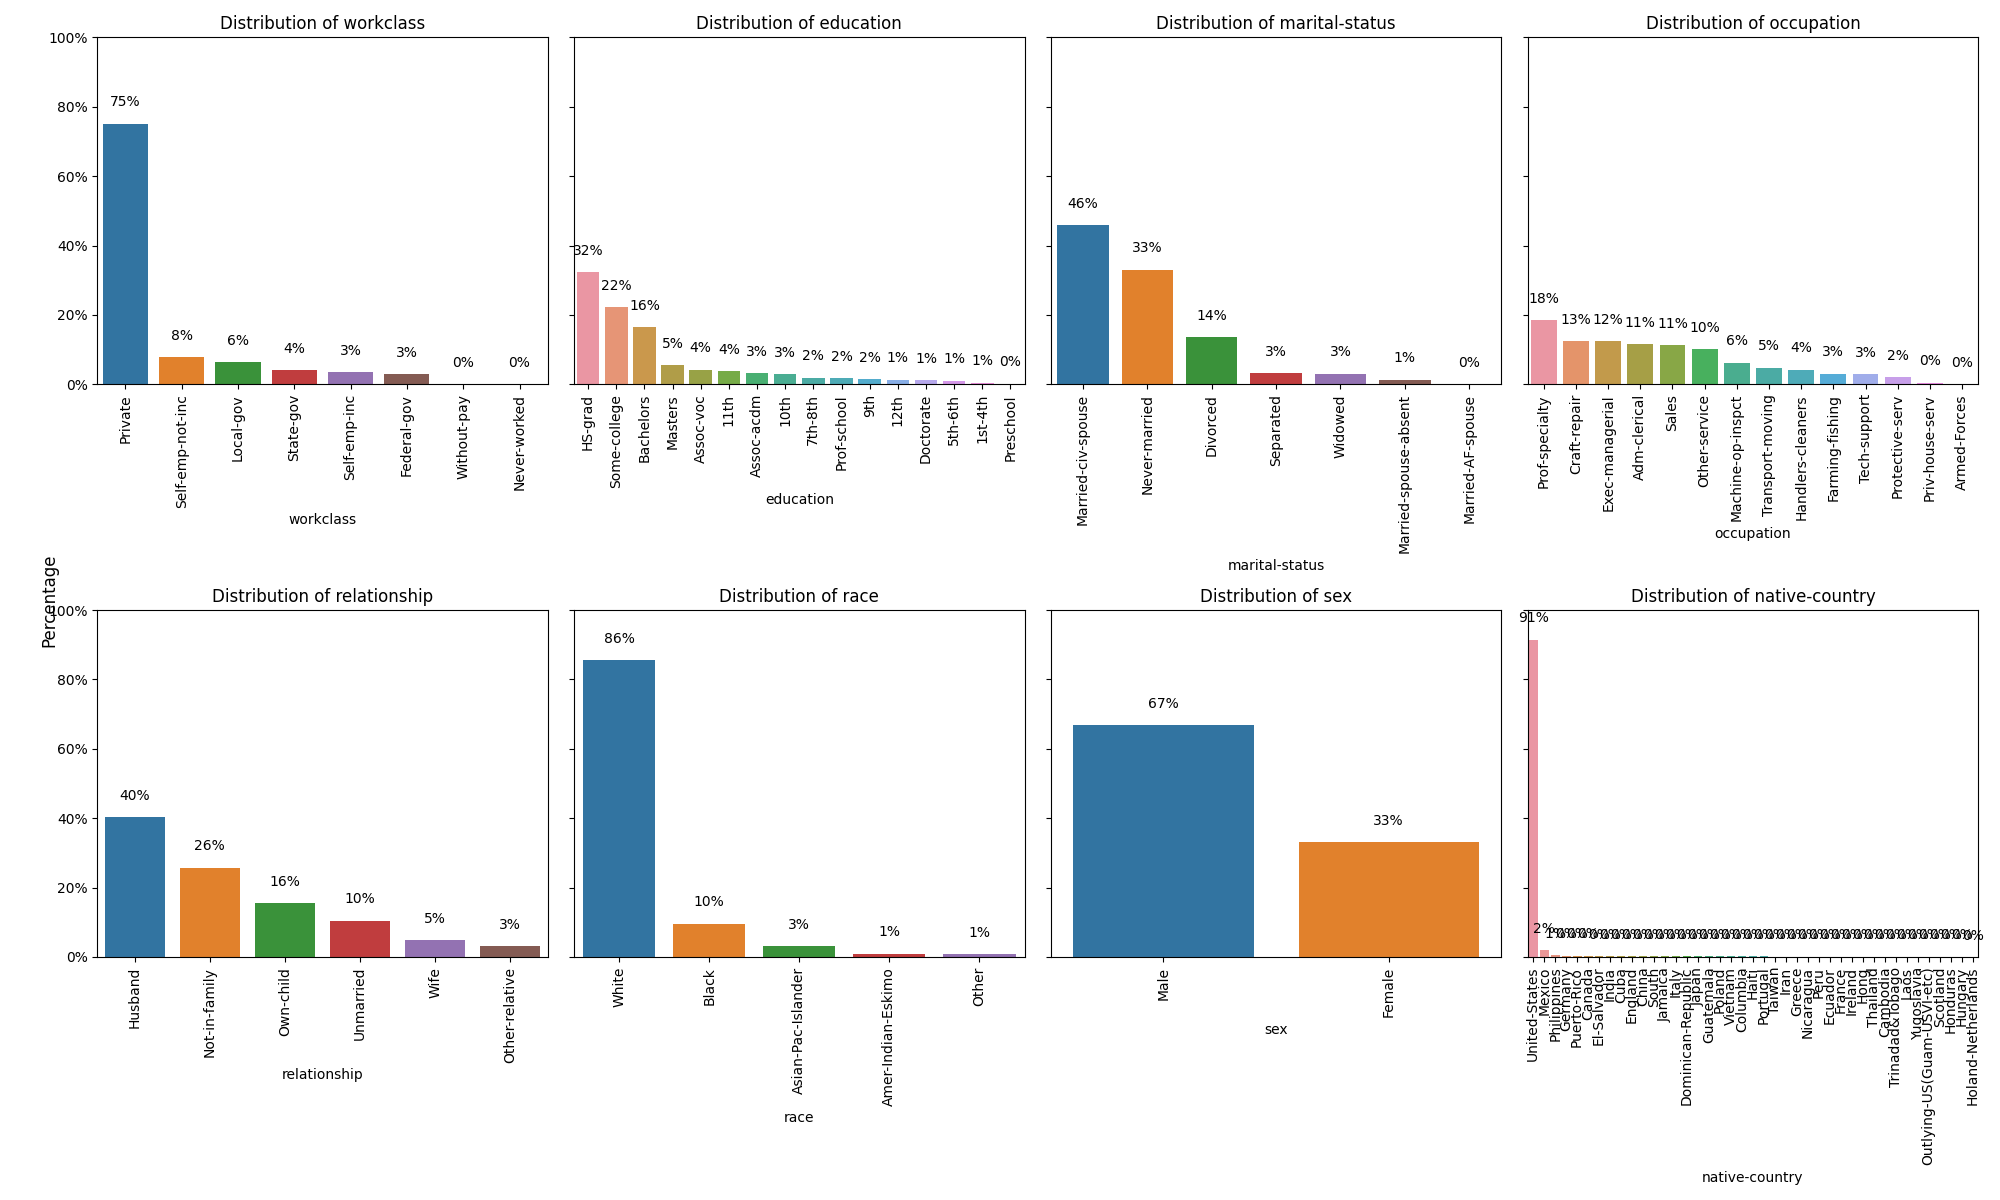 Distribution of workclass
100%
80%
60%
40%
20%
0%
75%
8%
6%
4%
3%
3%
0%
0%
Private
Self-emp-not-inc
Local-gov
State-gov
Self-emp-inc
Federal-gov
Without-pay
Never-worked
workclass
Distribution of education
32%
22%
16%
5%
4%
4%
3%
3%
2%
2%
2%
1%
1%
1%
1%
0%
HS-grad
Some-college
Bachelors
Masters
Assoc-voc
11th
Assoc-acdm
10th
7th-8th
Prof-school
9th
12th
Doctorate
5th-6th
1st-4th
Preschool
education
Distribution of marital-status
46%
33%
14%
3%
3%
1%
0%
Married-civ-spouse
Never-married
Divorced
Separated
Widowed
Married-spouse-absent
Married-AF-spouse
marital-status
Distribution of occupation
18%
13%
12%
11%
11%
10%
6%
5%
4%
3%
3%
2%
0%
0%
Prof-specialty
Craft-repair
Exec-managerial
Adm-clerical
Sales
Other-service
Machine-op-inspct
Transport-moving
Handlers-cleaners
Farming-fishing
Tech-support
Protective-serv
Priv-house-serv
Armed-Forces
occupation
Percentage
Distribution of relationship
100%
80%
60%
40%
20%
0%
40%
26%
16%
10%
5%
3%
Husband
Not-in-family
Own-child
Unmarried
Wife
Other-relative
relationship
Distribution of race
86%
10%
3%
1%
1%
White
Black
Asian-Pac-Islander
Amer-Indian-Eskimo
Other
race
Distribution of sex
67%
33%
Male
Female
sex
Distribution of native-country
91%
2%
United-States
Mexico
Philippines
Germany
Puerto-Rico
Canada
El-Salvador
India
Cuba
England
China
South
Jamaica
Italy
Dominican-Republic
Japan
Guatemala
Poland
Vietnam
Columbia
Haiti
Portugal
Taiwan
Iran
Greece
Nicaragua
Peru
Ecuador
France
Ireland
Hong
Thailand
Cambodia
Trinadad&Tobago
Laos
Yugoslavia
Outlying-US(Guam-USVI-etc)
Scotland
Honduras
Hungary
Holand-Netherlands
native-country